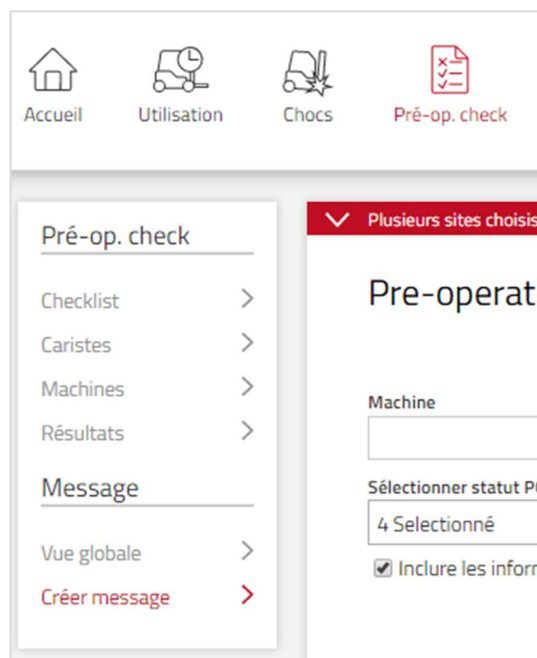 Accueil Utilisation Chocs Pré-op. check
Pré-op. check
Checklist
Caristes
Machines
Résultats
Message
Vue globale
Créer message
Plusieurs sites choisis
Pre-operat
Machine
Sélectionner statut P
4 Selectionné
Inclure les infor